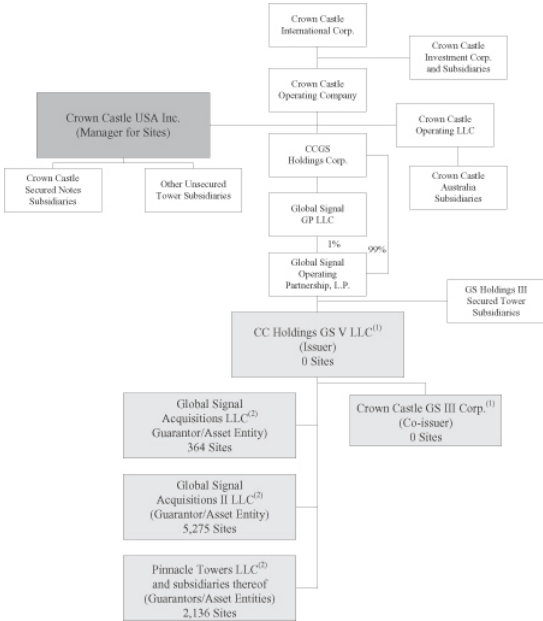 Crown Castle
International Corp.
Crown Castle
Investment Corp.
and Subsidiaries
Crown Castle
Operating Company
Crown Castle USA Inc.
(Manager for Sites)
Crown Castle
Operating LLC
CCGS
Holdings Corp.
Crown Castle
Secured Notes
Subsidiaries
Other Unsecured
Tower Subsidiaries
Crown Castle
Australia
Subsidiaries
Global Signal
GP LLC
1%
99%
Global Signal
Operating
Partnership, L.P.
GS Holdings III
Secured Tower
Subsidiaries
CC Holdings GS V LLC(1)
(Issuer)
0 Sites
Global Signal
Acquisitions LLC(2)
Guarantor/Asset Entity)
364 Sites
Crown Castle GS III Corp.(1)
(Co-issuer)
0 Sites
Global Signal
Acquisitions II LLC(2)
(Guarantor/Asset Entity)
5,275 Sites
Pinnacle Towers LLC(2)
and subsidiaries thereof
(Guarantors/Asset Entities)
2,136 Sites